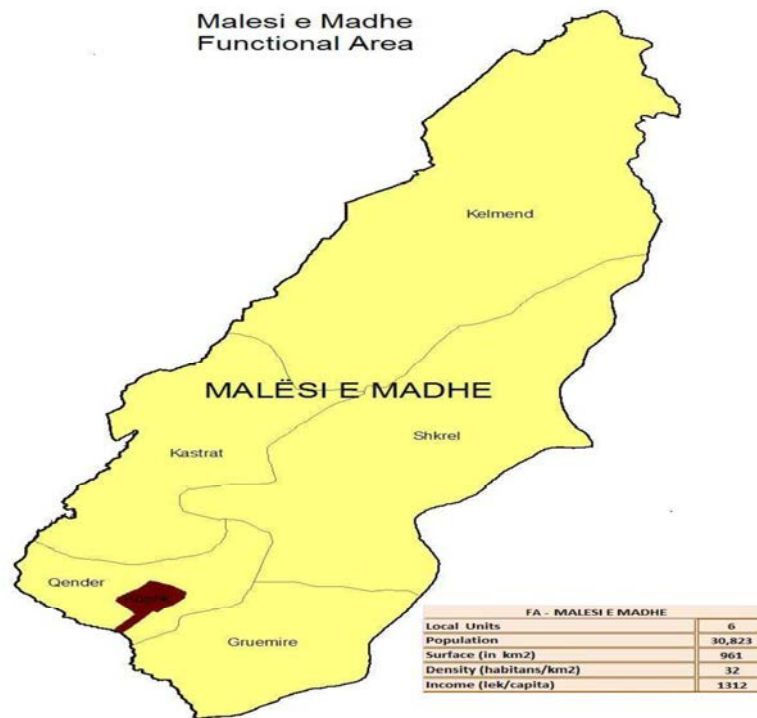 Malesi e Madhe
Functional Area
Kelmend
MALËSI E MADHE
Shkrel
Kastrat
Qender
Gruemire
FA - MALESI E MADHE
Local Units 6
Population 30,823
Surface (in km2) 961
Density (habitans/km2) 32
Income (lek/capita) 1312